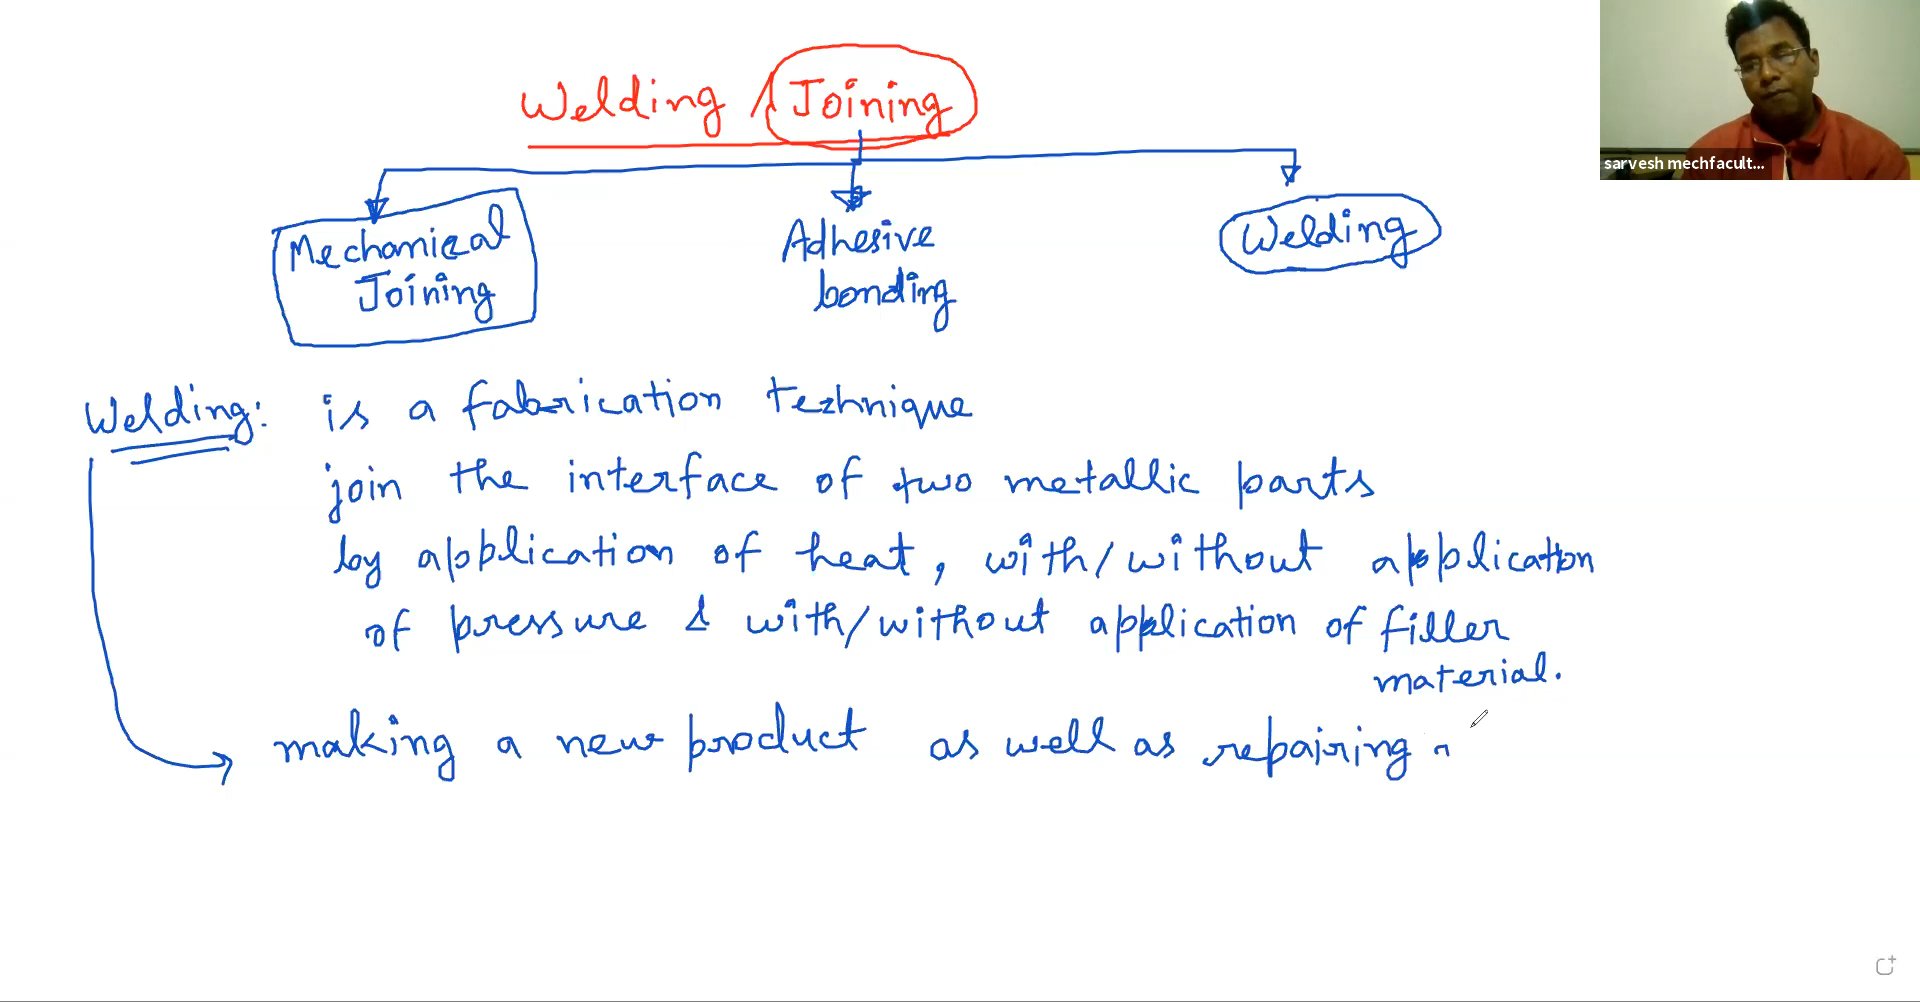 Welding / Joining
sarvesh mechfacult...
Mechanical
Joining
Adhesive
bonding
Welding
Welding: is a fabrication technique
join the interface of two metallic parts
by application of heat, with/without application
of pressure & with/without application of filler
material.
making a new product as well as repairing